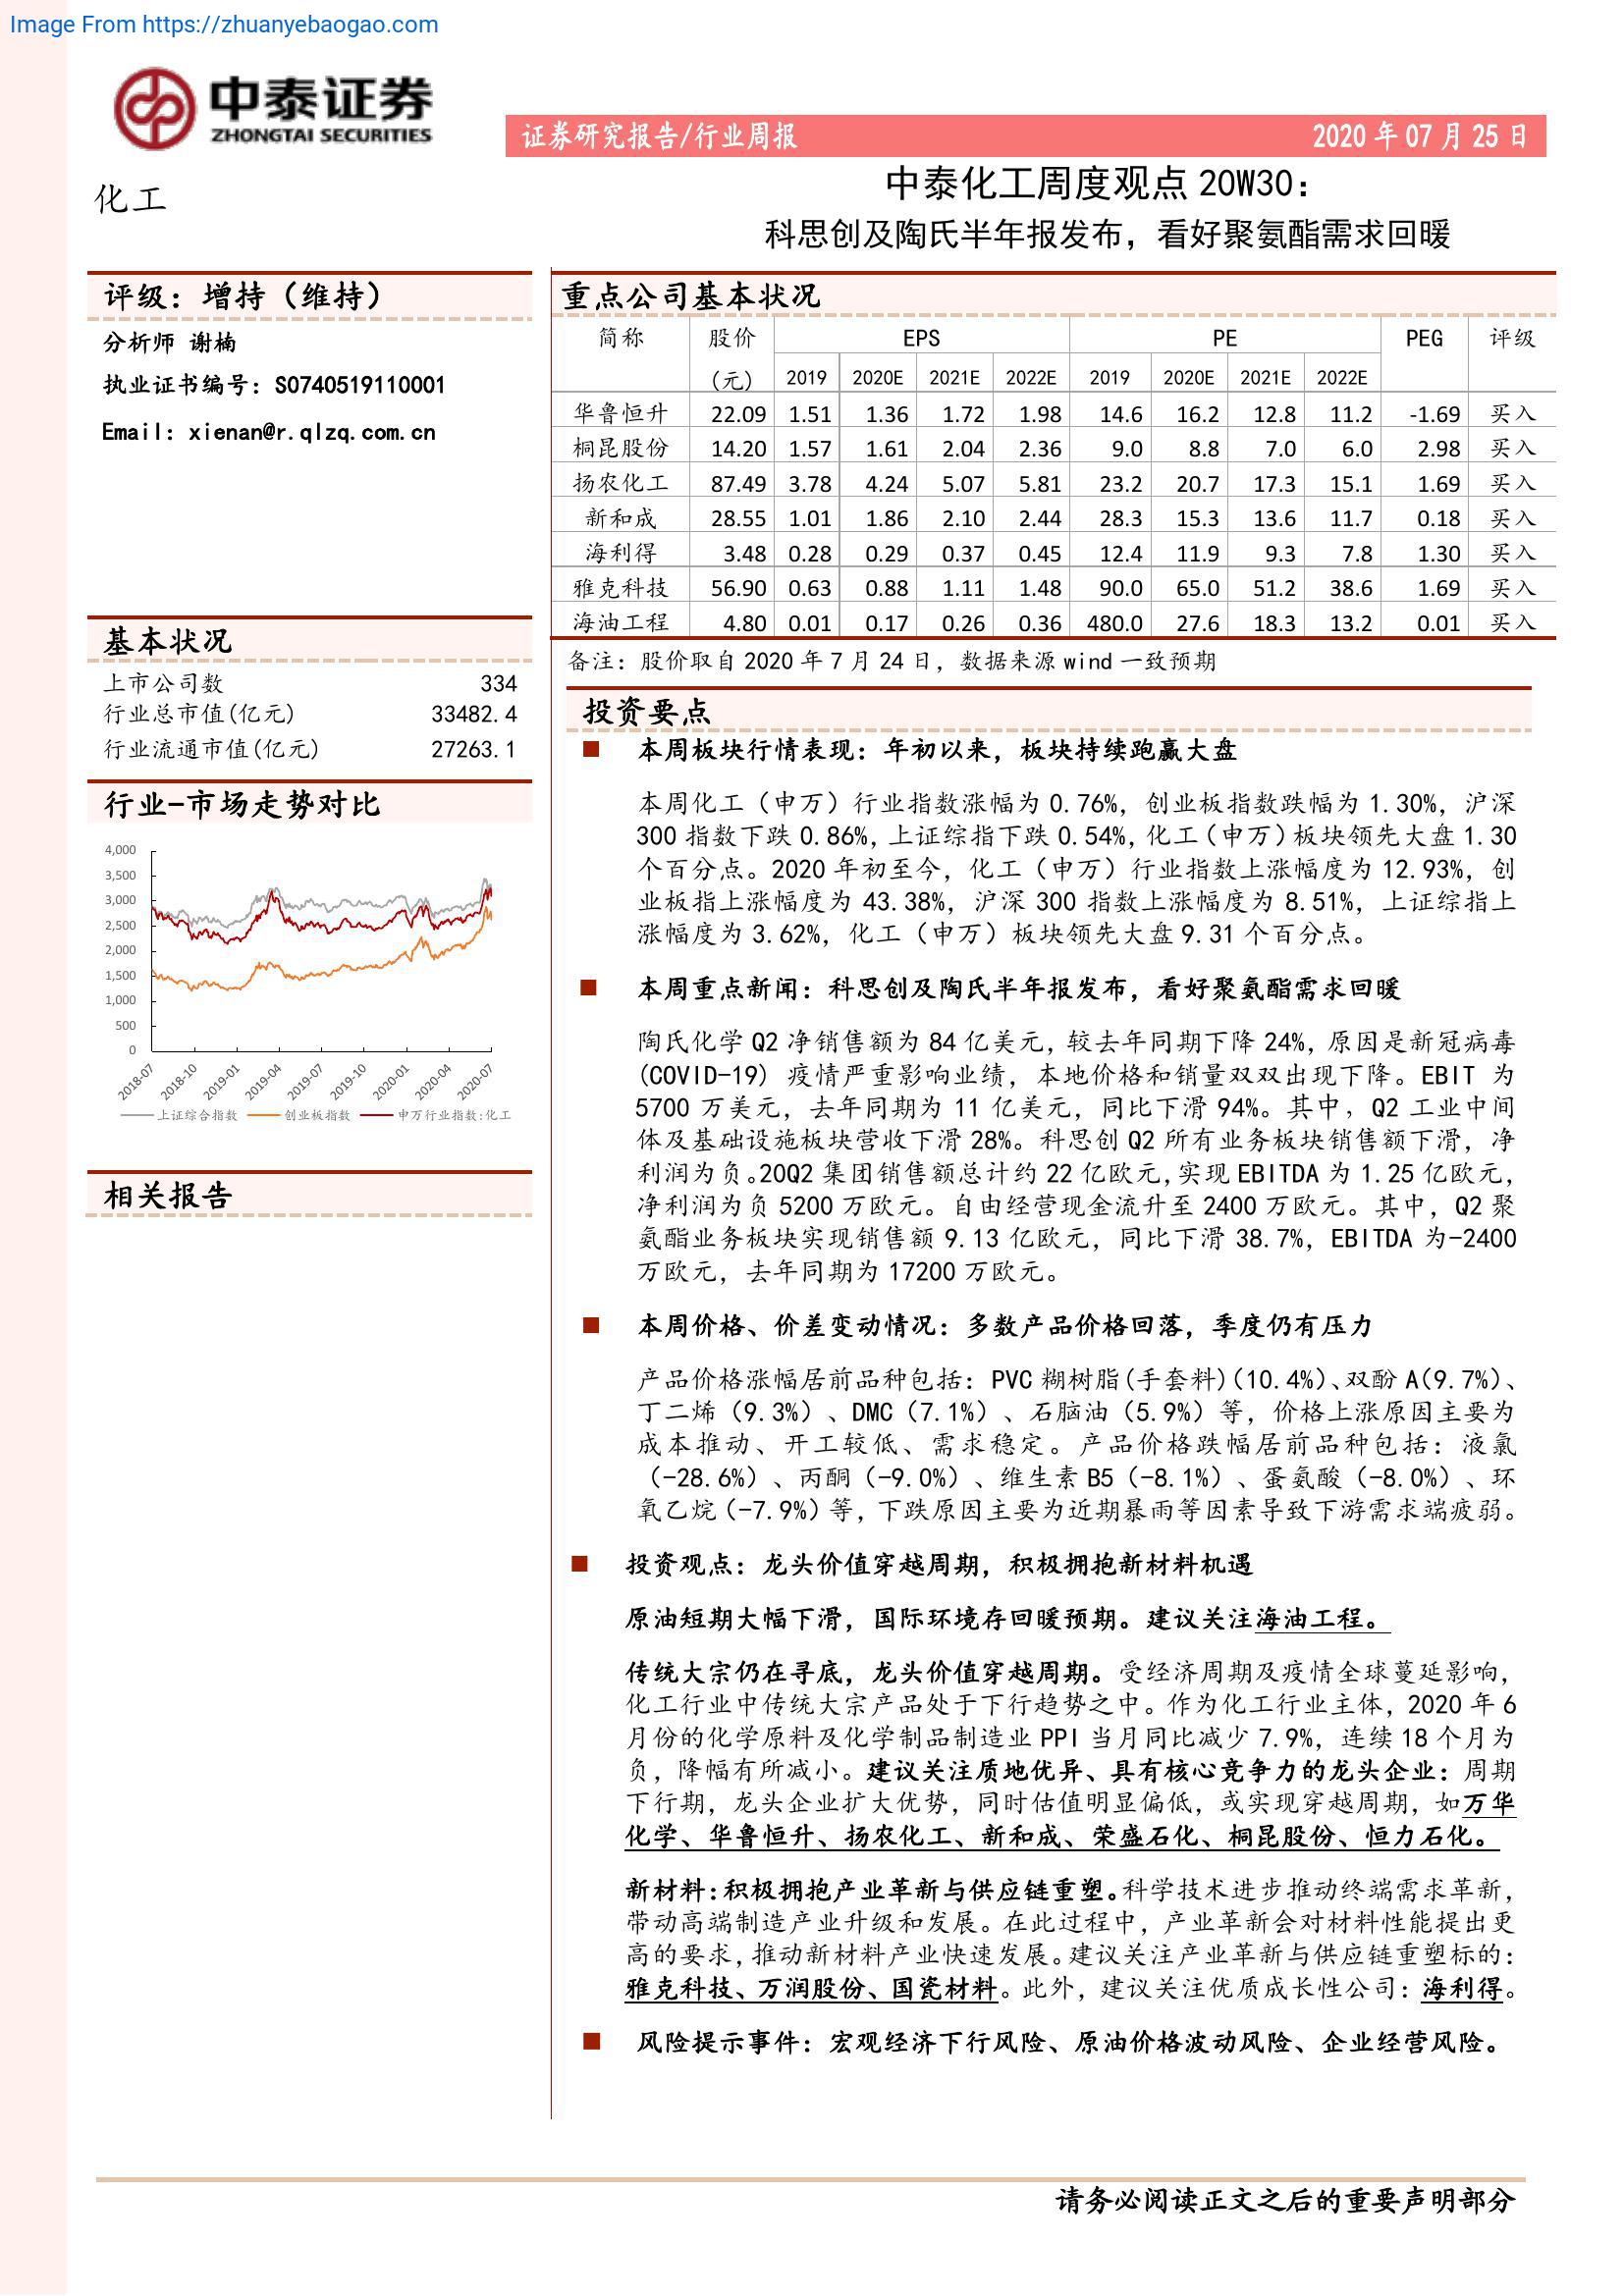 Image From https://zhuanyebaogao.com
中泰证券
ZHONGTAI SECURITIES
证券研究报告/行业周报 2020 年 07 月 25 日
化工
中泰化工周度观点 20W30：
科思创及陶氏半年报发布，看好聚氨酯需求回暖
评级：增持（维持）
分析师 谢楠
执业证书编号：S0740519110001
Email：xienan@r.qlzq.com.cn
基本状况
上市公司数 334
行业总市值(亿元) 33482.4
行业流通市值(亿元) 27263.1
行业-市场走势对比
4,000
3,500
3,000
2,500
2,000
1,500
1,000
500
0
2018-07 2018-10 2019-01 2019-04 2019-07 2019-10 2020-01 2020-04 2020-07
上证综合指数 创业板指数 申万行业指数:化工
相关报告
重点公司基本状况
简称 股价 EPS PE PEG 评级
(元) 2019 2020E 2021E 2022E 2019 2020E 2021E 2022E
华鲁恒升 22.09 1.51 1.36 1.72 1.98 14.6 16.2 12.8 11.2 -1.69 买入
桐昆股份 14.20 1.57 1.61 2.04 2.36 9.0 8.8 7.0 6.0 2.98 买入
扬农化工 87.49 3.78 4.24 5.07 5.81 23.2 20.7 17.3 15.1 1.69 买入
新和成 28.55 1.01 1.86 2.10 2.44 28.3 15.3 13.6 11.7 0.18 买入
海利得 3.48 0.28 0.29 0.37 0.45 12.4 11.9 9.3 7.8 1.30 买入
雅克科技 56.90 0.63 0.88 1.11 1.48 90.0 65.0 51.2 38.6 1.69 买入
海油工程 4.80 0.01 0.17 0.26 0.36 480.0 27.6 18.3 13.2 0.01 买入
备注：股价取自 2020 年 7 月 24 日，数据来源 wind 一致预期
投资要点
■ 本周板块行情表现：年初以来，板块持续跑赢大盘
本周化工（申万）行业指数涨幅为 0.76%，创业板指数跌幅为 1.30%，沪深
300 指数下跌 0.86%，上证综指下跌 0.54%，化工（申万）板块领先大盘 1.30
个百分点。2020 年初至今，化工（申万）行业指数上涨幅度为 12.93%，创
业板指上涨幅度为 43.38%，沪深 300 指数上涨幅度为 8.51%，上证综指上
涨幅度为 3.62%，化工（申万）板块领先大盘 9.31 个百分点。
■ 本周重点新闻：科思创及陶氏半年报发布，看好聚氨酯需求回暖
陶氏化学 Q2 净销售额为 84 亿美元，较去年同期下降 24%，原因是新冠病毒
(COVID-19) 疫情严重影响业绩，本地价格和销量双双出现下降。EBIT 为
5700 万美元，去年同期为 11 亿美元，同比下滑 94%。其中，Q2 工业中间
体及基础设施板块营收下滑 28%。科思创 Q2 所有业务板块销售额下滑，净
利润为负。20Q2 集团销售额总计约 22 亿欧元，实现 EBITDA 为 1.25 亿欧元，
净利润为负 5200 万欧元。自由经营现金流升至 2400 万欧元。其中，Q2 聚
氨酯业务板块实现销售额 9.13 亿欧元，同比下滑 38.7%，EBITDA 为-2400
万欧元，去年同期为 17200 万欧元。
■ 本周价格、价差变动情况：多数产品价格回落，季度仍有压力
产品价格涨幅居前品种包括：PVC 糊树脂(手套料)(10.4%)、双酚 A(9.7%)、
丁二烯（9.3%）、DMC（7.1%）、石脑油（5.9%）等，价格上涨原因主要为
成本推动、开工较低、需求稳定。产品价格跌幅居前品种包括：液氯
（-28.6%）、丙酮（-9.0%）、维生素 B5（-8.1%）、蛋氨酸（-8.0%）、环
氧乙烷（-7.9%）等，下跌原因主要为近期暴雨等因素导致下游需求端疲弱。
■ 投资观点：龙头价值穿越周期，积极拥抱新材料机遇
原油短期大幅下滑，国际环境存回暖预期。建议关注海油工程。
传统大宗仍在寻底，龙头价值穿越周期。受经济周期及疫情全球蔓延影响，
化工行业中传统大宗产品处于下行趋势之中。作为化工行业主体，2020 年 6
月份的化学原料及化学制品制造业 PPI 当月同比减少 7.9%，连续 18 个月为
负，降幅有所减小。建议关注质地优异、具有核心竞争力的龙头企业：周期
下行期，龙头企业扩大优势，同时估值明显偏低，或实现穿越周期，如万华
化学、华鲁恒升、扬农化工、新和成、荣盛石化、桐昆股份、恒力石化。
新材料：积极拥抱产业革新与供应链重塑。科学技术进步推动终端需求革新，
带动高端制造产业升级和发展。在此过程中，产业革新会对材料性能提出更
高的要求，推动新材料产业快速发展。建议关注产业革新与供应链重塑标的：
雅克科技、万润股份、国瓷材料。此外，建议关注优质成长性公司：海利得。
■ 风险提示事件：宏观经济下行风险、原油价格波动风险、企业经营风险。
请务必阅读正文之后的重要声明部分